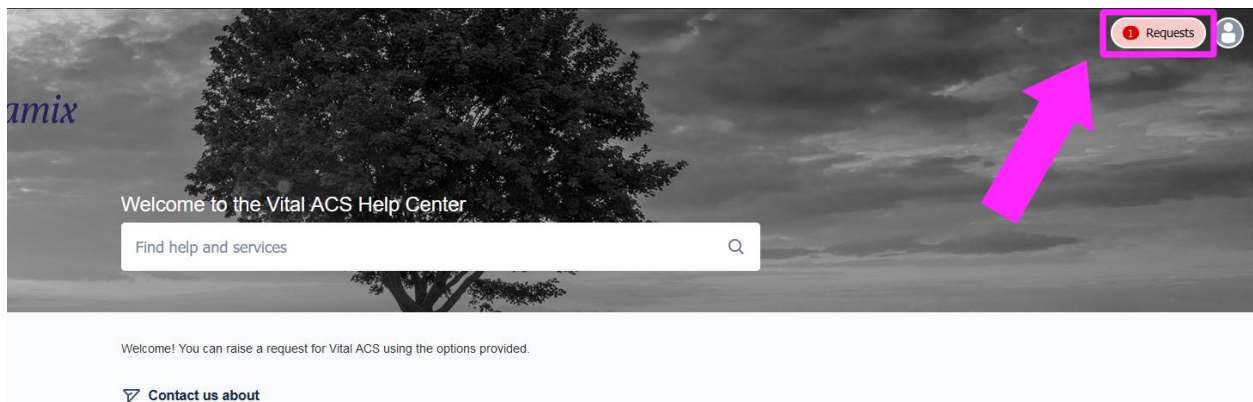 1 Requests
amix
Welcome to the Vital ACS Help Center
Find help and services
Welcome! You can raise a request for Vital ACS using the options provided.
Contact us about